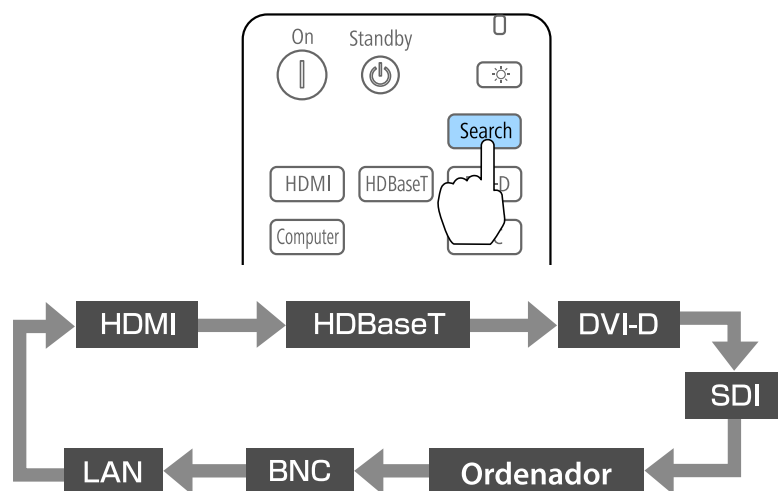 On Standby
Search
HDMI HDBaseT -D
Computer C
HDMI HDBaseT DVI-D
SDI
LAN BNC Ordenador